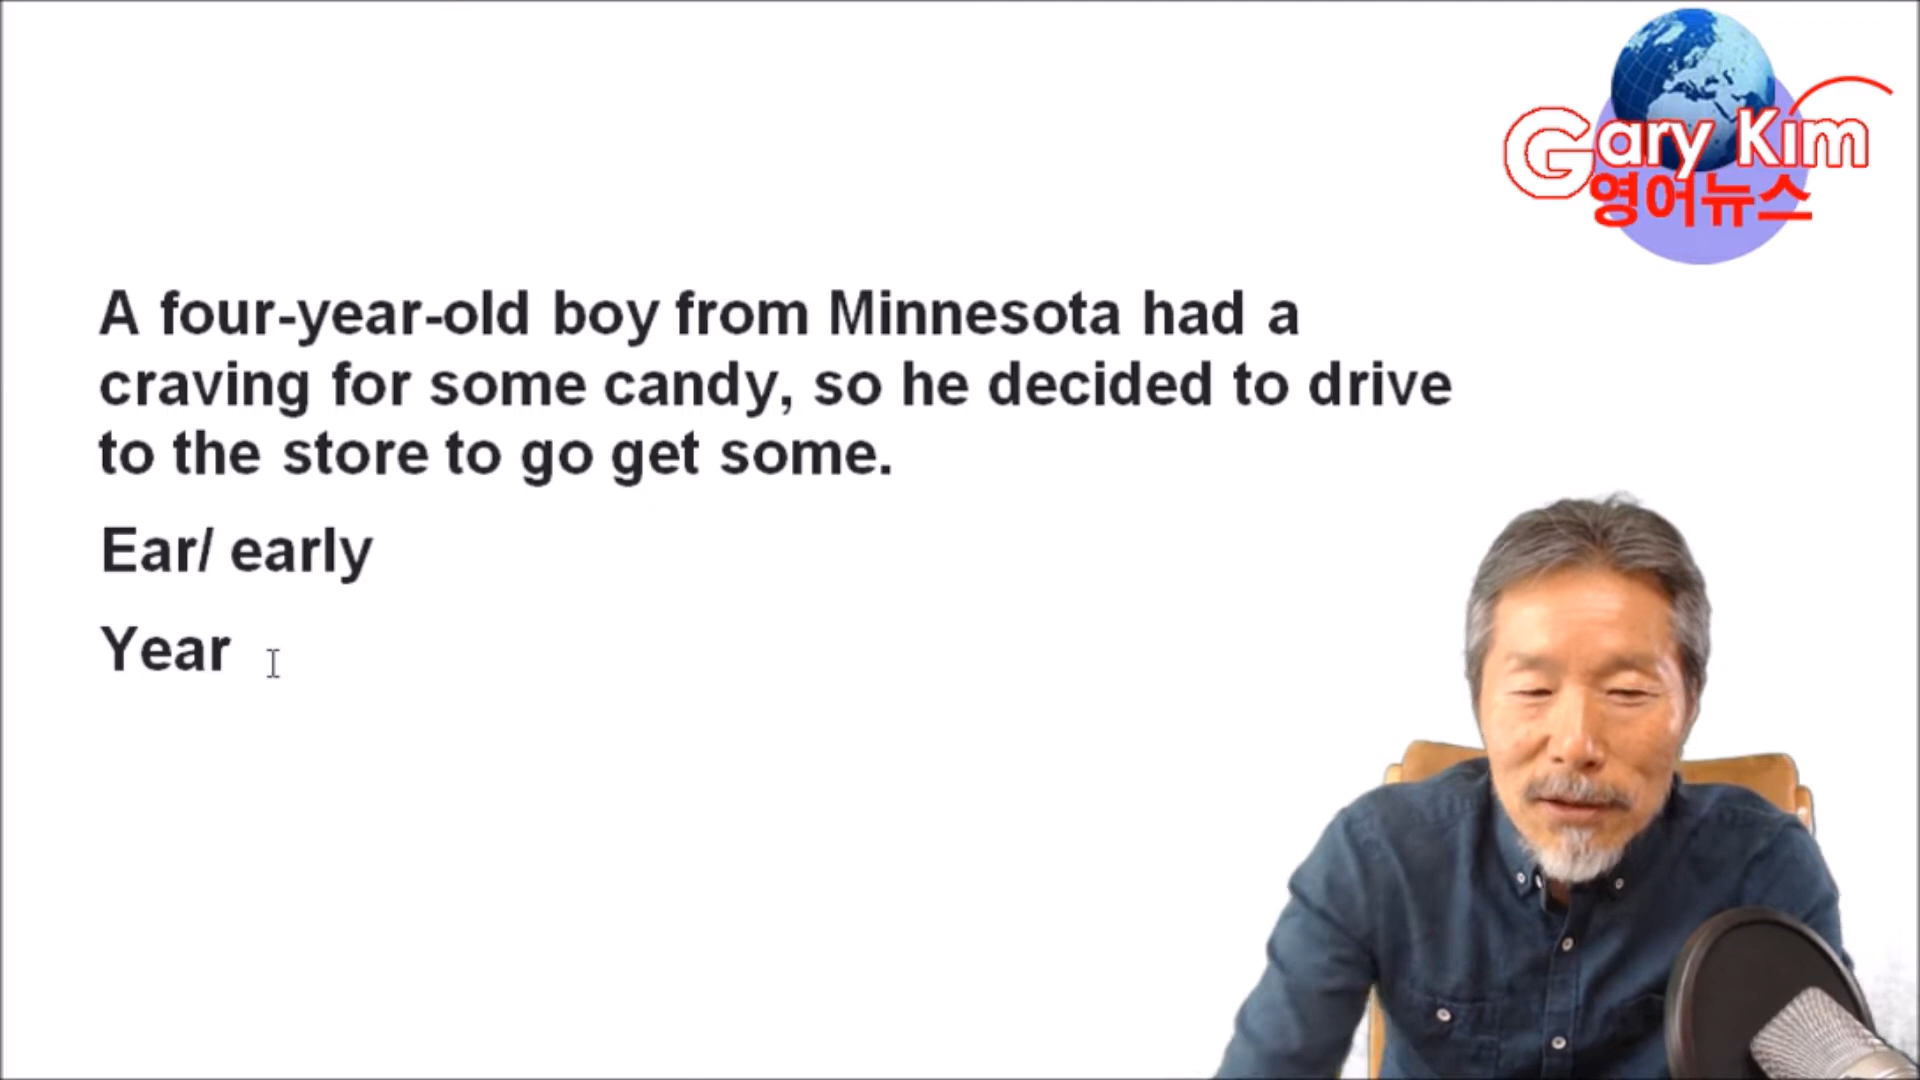 Gary Kim
영어뉴스
A four-year-old boy from Minnesota had a
craving for some candy, so he decided to drive
to the store to go get some.
Ear/ early
Year